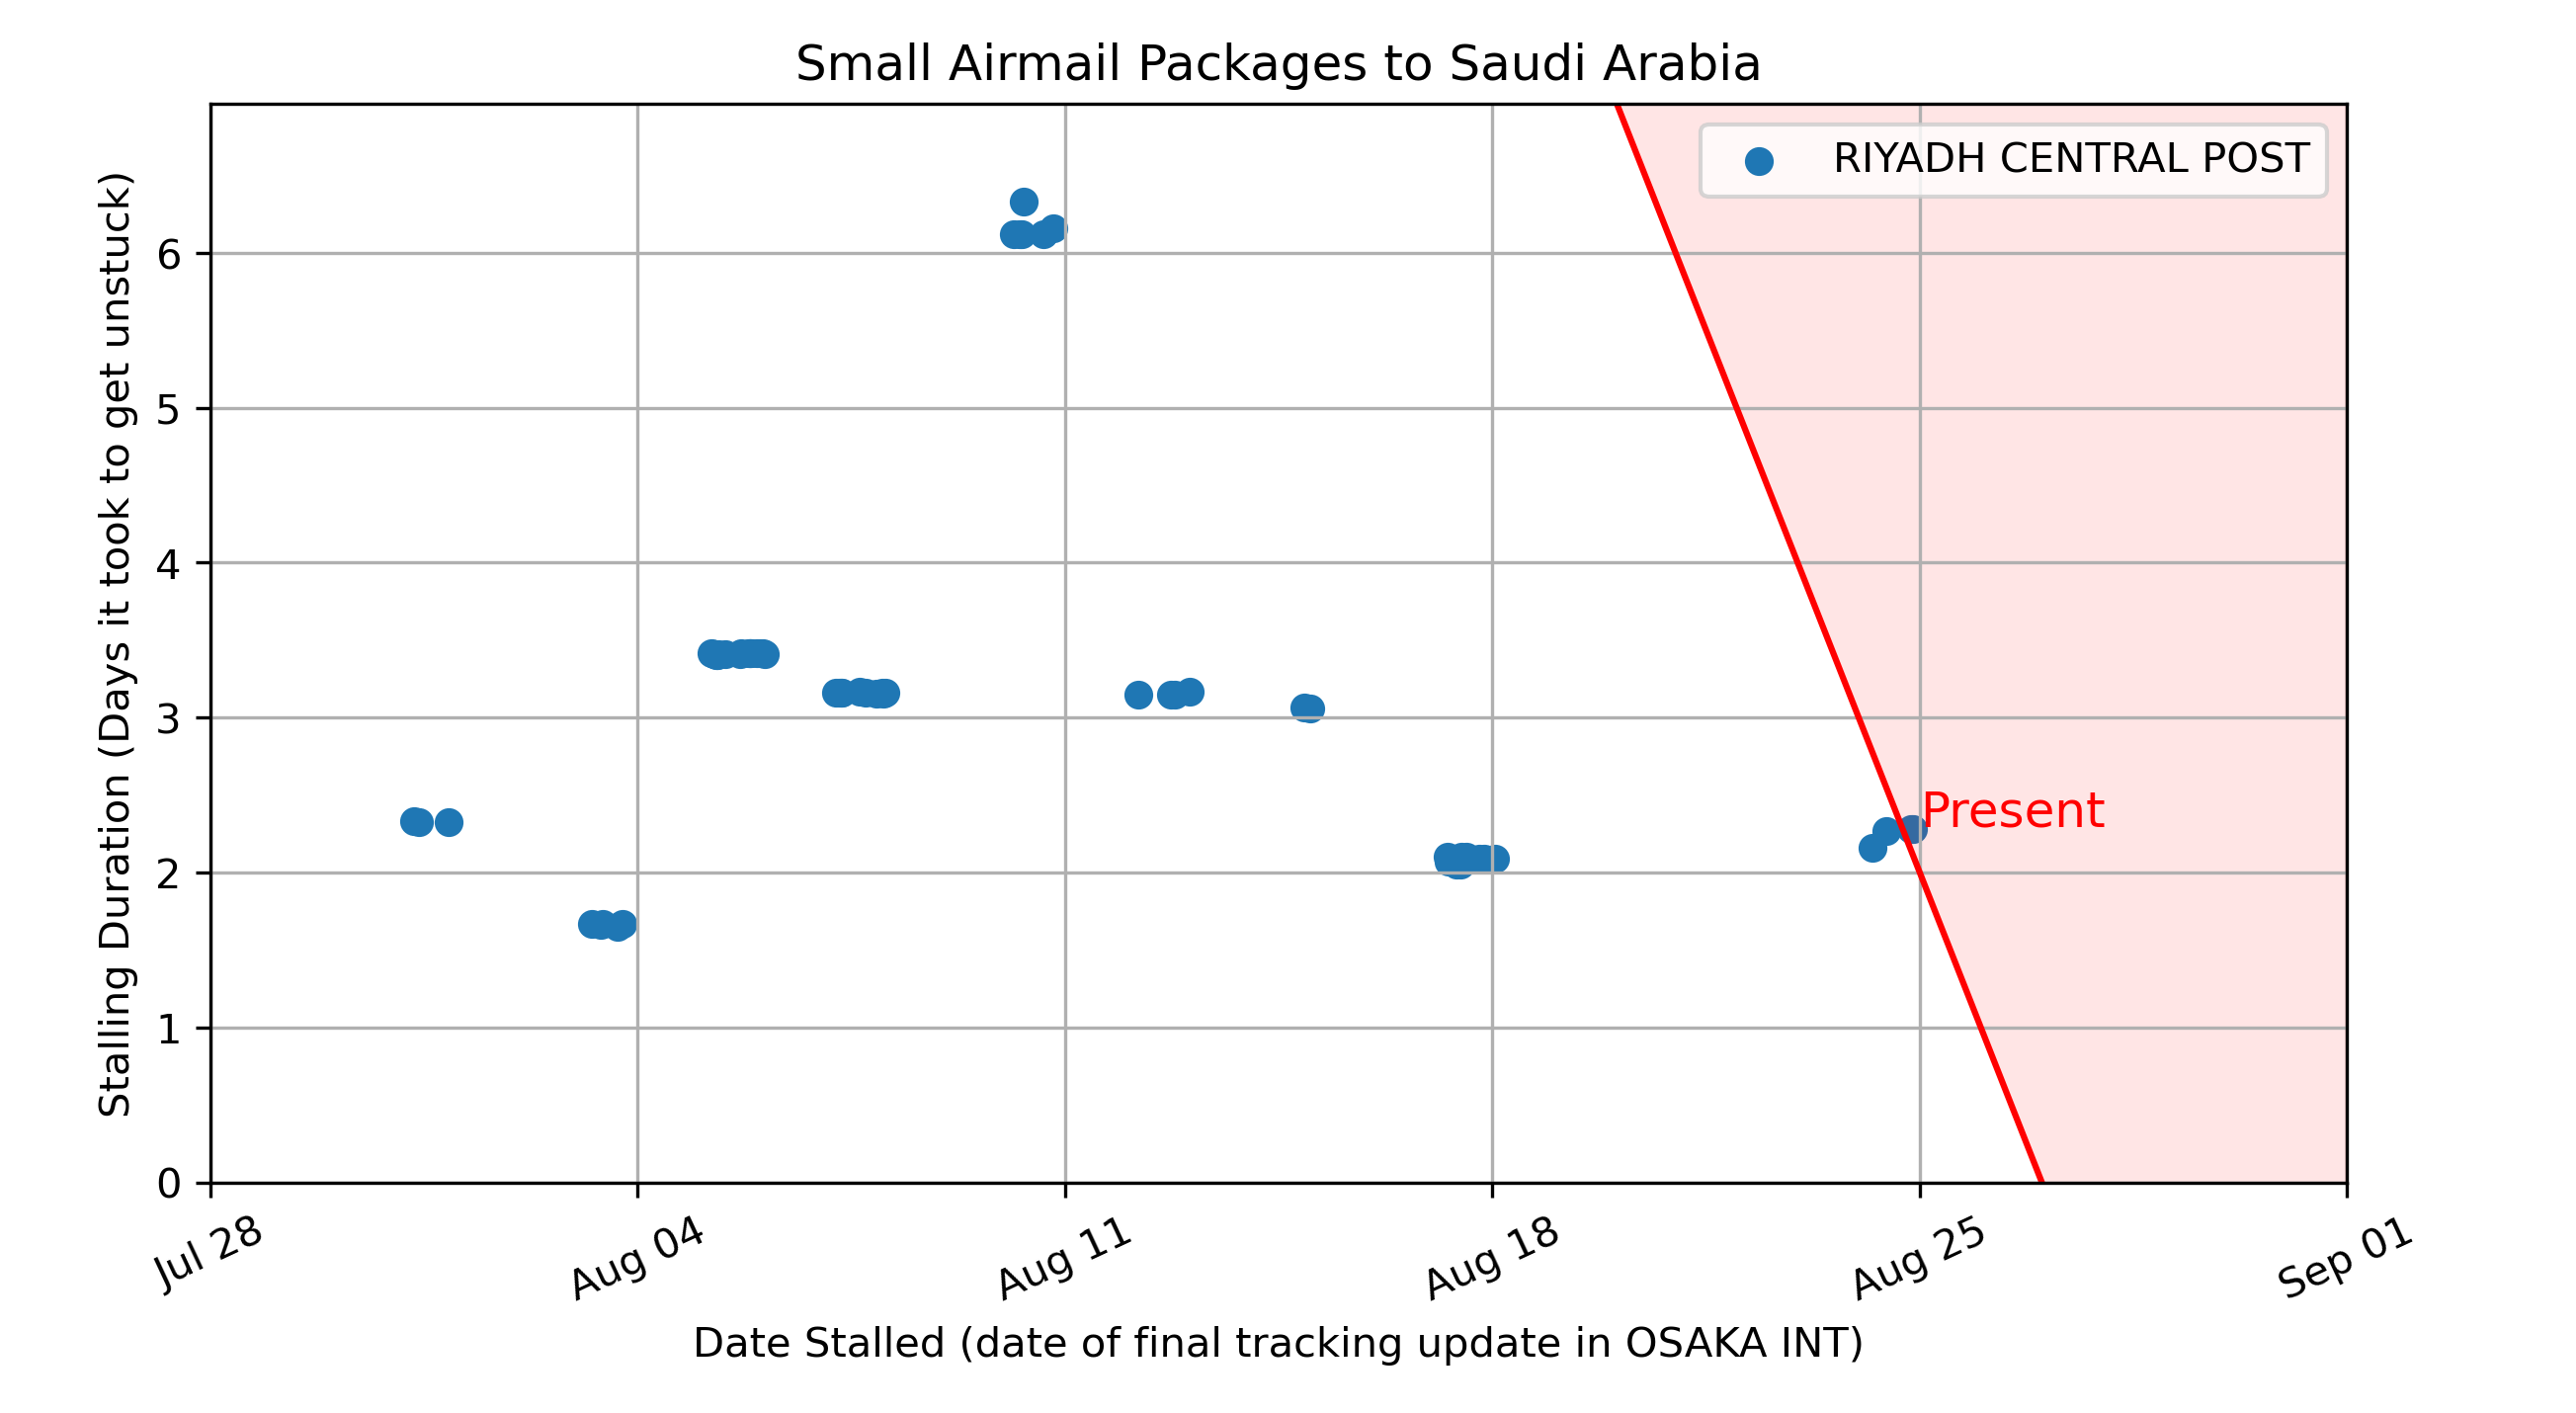 Small Airmail Packages to Saudi Arabia
RIYADH CENTRAL POST
Stalling Duration (Days it took to get unstuck)
6
5
4
3
2
1
0
Present
Jul 28
Aug 04
Aug 11
Aug 18
Aug 25
Sep 01
Date Stalled (date of final tracking update in OSAKA INT)